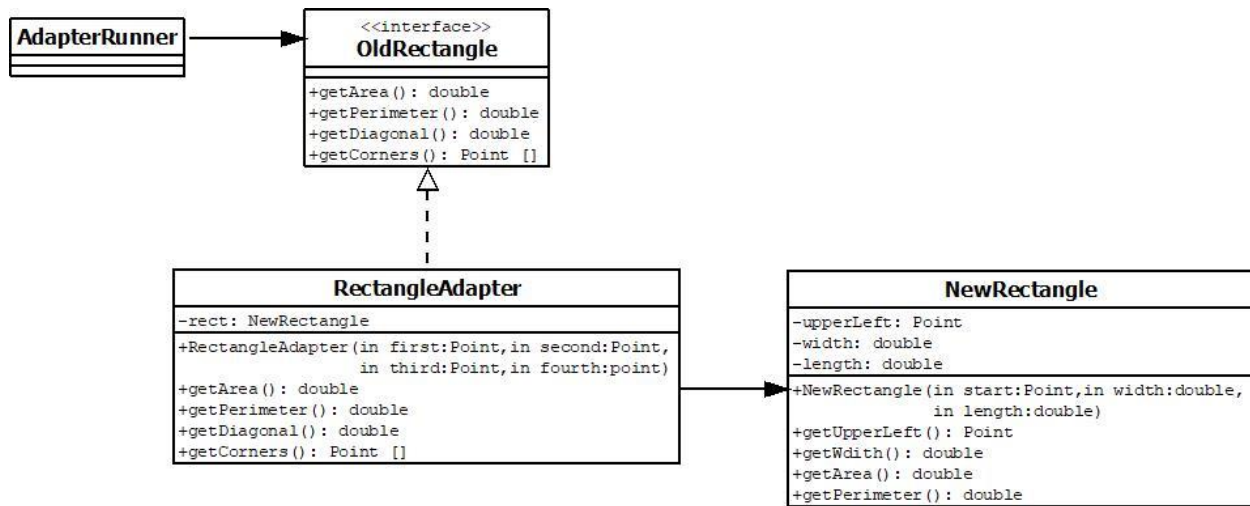 AdapterRunner
<<interface>>
OldRectangle
+getArea(): double
+getPerimeter(): double
+getDiagonal(): double
+getCorners(): Point []
RectangleAdapter
-rect: NewRectangle
+RectangleAdapter(in first:Point,in second:Point,
in third:Point,in fourth:point)
+getArea(): double
+getPerimeter(): double
+getDiagonal(): double
+getCorners(): Point []
NewRectangle
-upperLeft: Point
-width: double
-length: double
+NewRectangle(in start:Point,in width:double,
in length:double)
+getUpperLeft(): Point
+getWdith(): double
+getArea(): double
+getPerimeter(): double